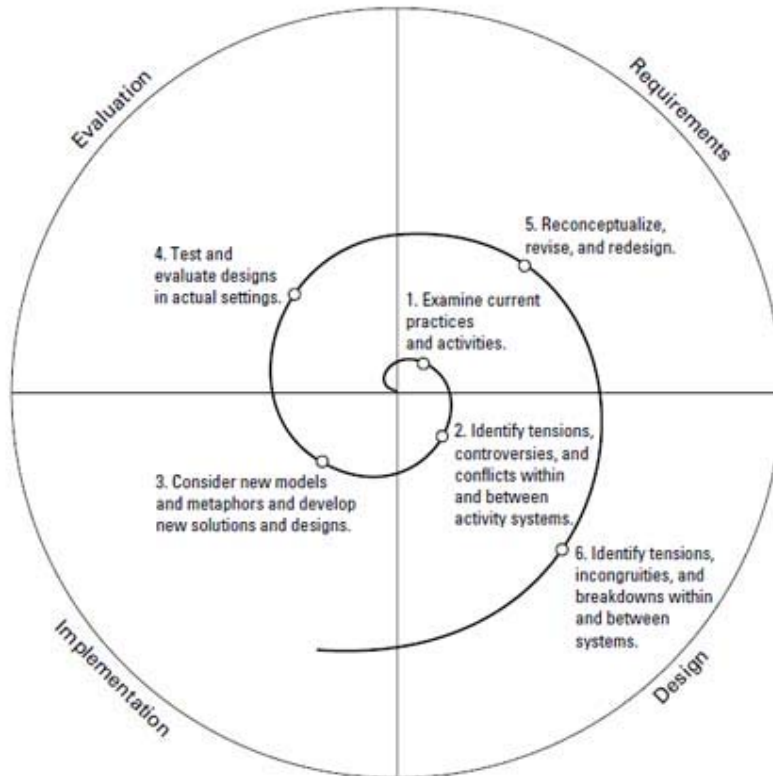 Evaluation
Requirements
5. Reconceptualize,
revise, and redesign.
4. Test and
evaluate designs
in actual settings.
1. Examine current
practices
and activities.
2. Identify tensions,
controversies, and
conflicts within
and between
activity systems.
3. Consider new models
and metaphors and develop
new solutions and designs.
6. Identify tensions,
incongruities, and
breakdowns within
and between
systems.
Implementation
Design